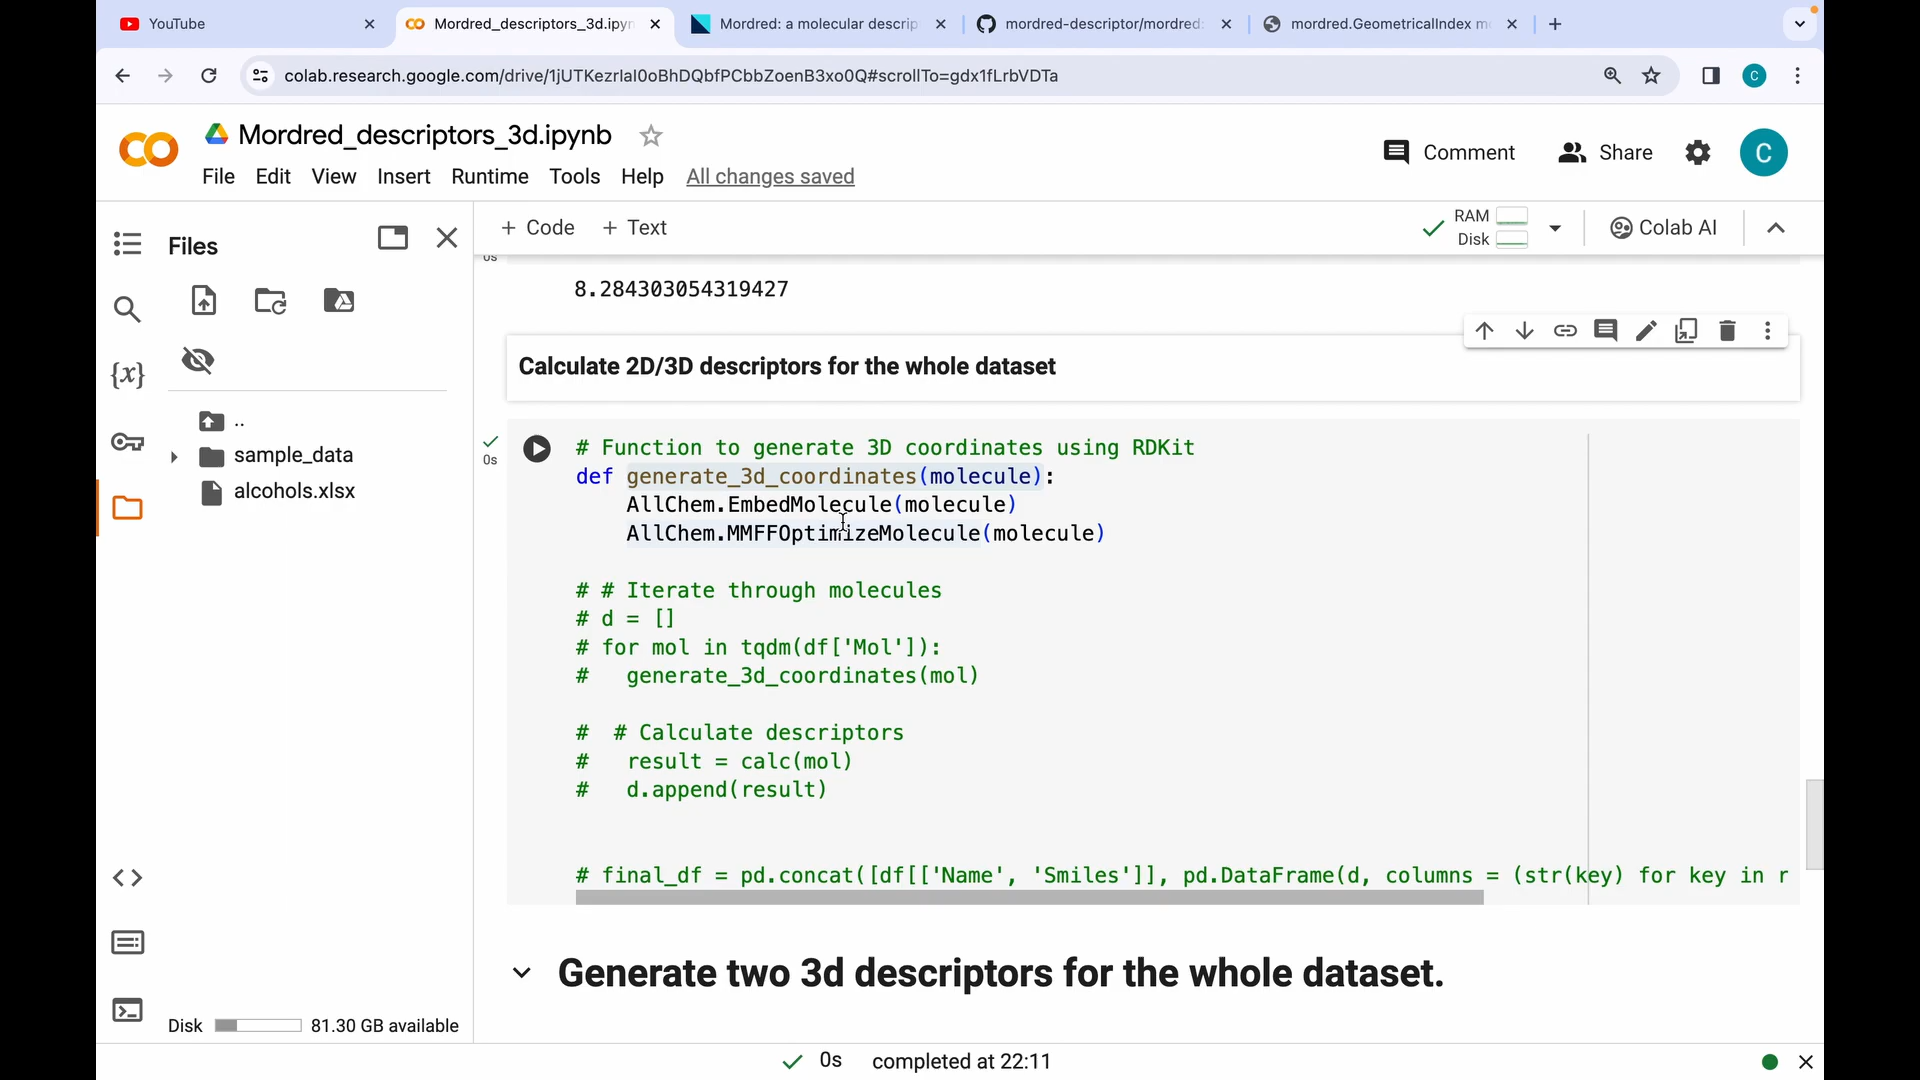 YouTube
Mordred_descriptors_3d.ipyn
Mordred: a molecular descrip
mordred-descriptor/mordred:
mordred.GeometricalIndex m
colab.research.google.com/drive/1jUTKezrIaI0oBhDQbfPCbbZoenB3xo0Q#scrollTo=gdx1fLrbVDTa
C
Mordred_descriptors_3d.ipynb
Comment
Share
C
File Edit View Insert Runtime Tools Help All changes saved
Files
+ Code + Text
RAM
Disk
Colab AI
0s
8.284303054319427
Calculate 2D/3D descriptors for the whole dataset
{x}
..
sample_data
alcohols.xlsx
0s
# Function to generate 3D coordinates using RDKit
def generate_3d_coordinates(molecule):
    AllChem.EmbedMolecule(molecule)
    AllChem.MMFFOptimizeMolecule(molecule)
# # Iterate through molecules
# d = []
# for mol in tqdm(df['Mol']):
#   generate_3d_coordinates(mol)
#  # Calculate descriptors
#   result = calc(mol)
#   d.append(result)
# final_df = pd.concat([df[['Name', 'Smiles']], pd.DataFrame(d, columns = (str(key) for key in r
Generate two 3d descriptors for the whole dataset.
Disk 81.30 GB available
0s completed at 22:11